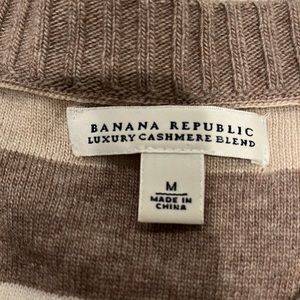 BANANA REPUBLIC
LUXURY CASHMERE BLEND
M
MADE IN
CHINA